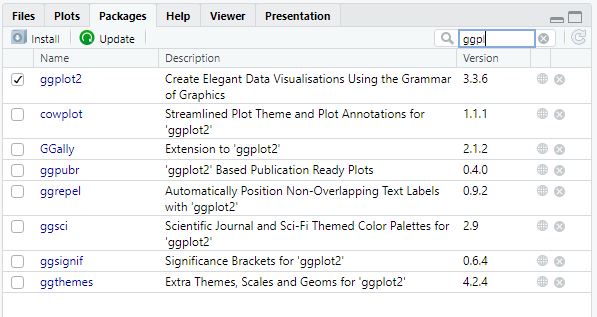 Files Plots Packages Help Viewer Presentation
Install Update ggpl
Name Description Version
ggplot2 Create Elegant Data Visualisations Using the Grammar 3.3.6
of Graphics
cowplot Streamlined Plot Theme and Plot Annotations for 1.1.1
'ggplot2'
GGally Extension to 'ggplot2' 2.1.2
ggpubr 'ggplot2' Based Publication Ready Plots 0.4.0
ggrepel Automatically Position Non-Overlapping Text Labels 0.9.2
with 'ggplot2'
ggsci Scientific Journal and Sci-Fi Themed Color Palettes for 2.9
'ggplot2'
ggsignif Significance Brackets for 'ggplot2' 0.6.4
ggthemes Extra Themes, Scales and Geoms for 'ggplot2' 4.2.4